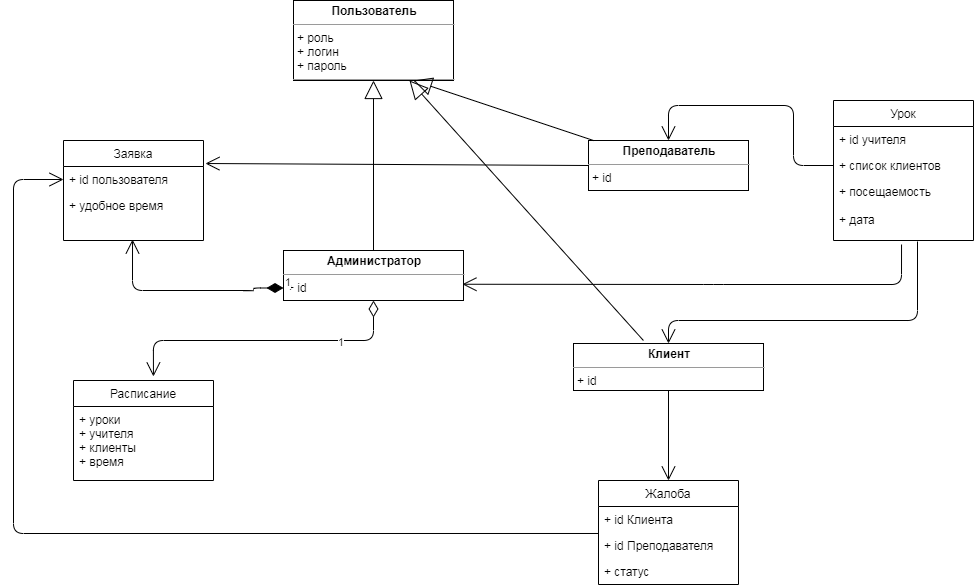 Пользователь
+ роль
+ логин
+ пароль
Урок
+ id учителя
+ список клиентов
+ посещаемость
+ дата
Преподаватель
+ id
Заявка
+ id пользователя
+ удобное время
Администратор
1
- id
1
Клиент
+ id
Расписание
+ уроки
+ учителя
+ клиенты
+ время
Жалоба
+ id Клиента
+ id Преподавателя
+ статус